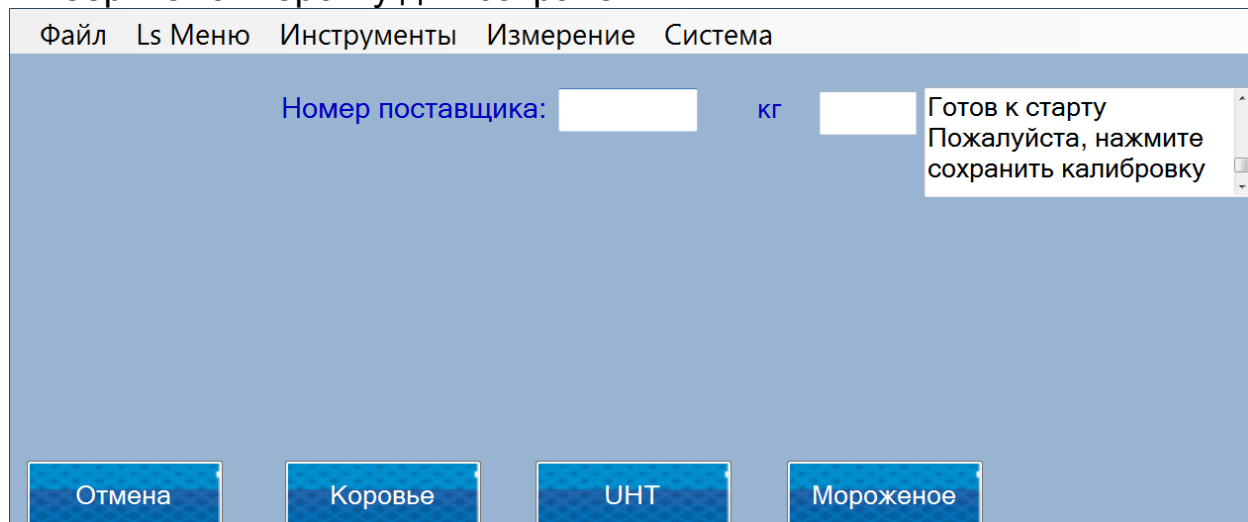 Файл Ls Меню Инструменты Измерение Система
Номер поставщика: кг
Готов к старту
Пожалуйста, нажмите
сохранить калибровку
Отмена Коровье UHT Мороженое